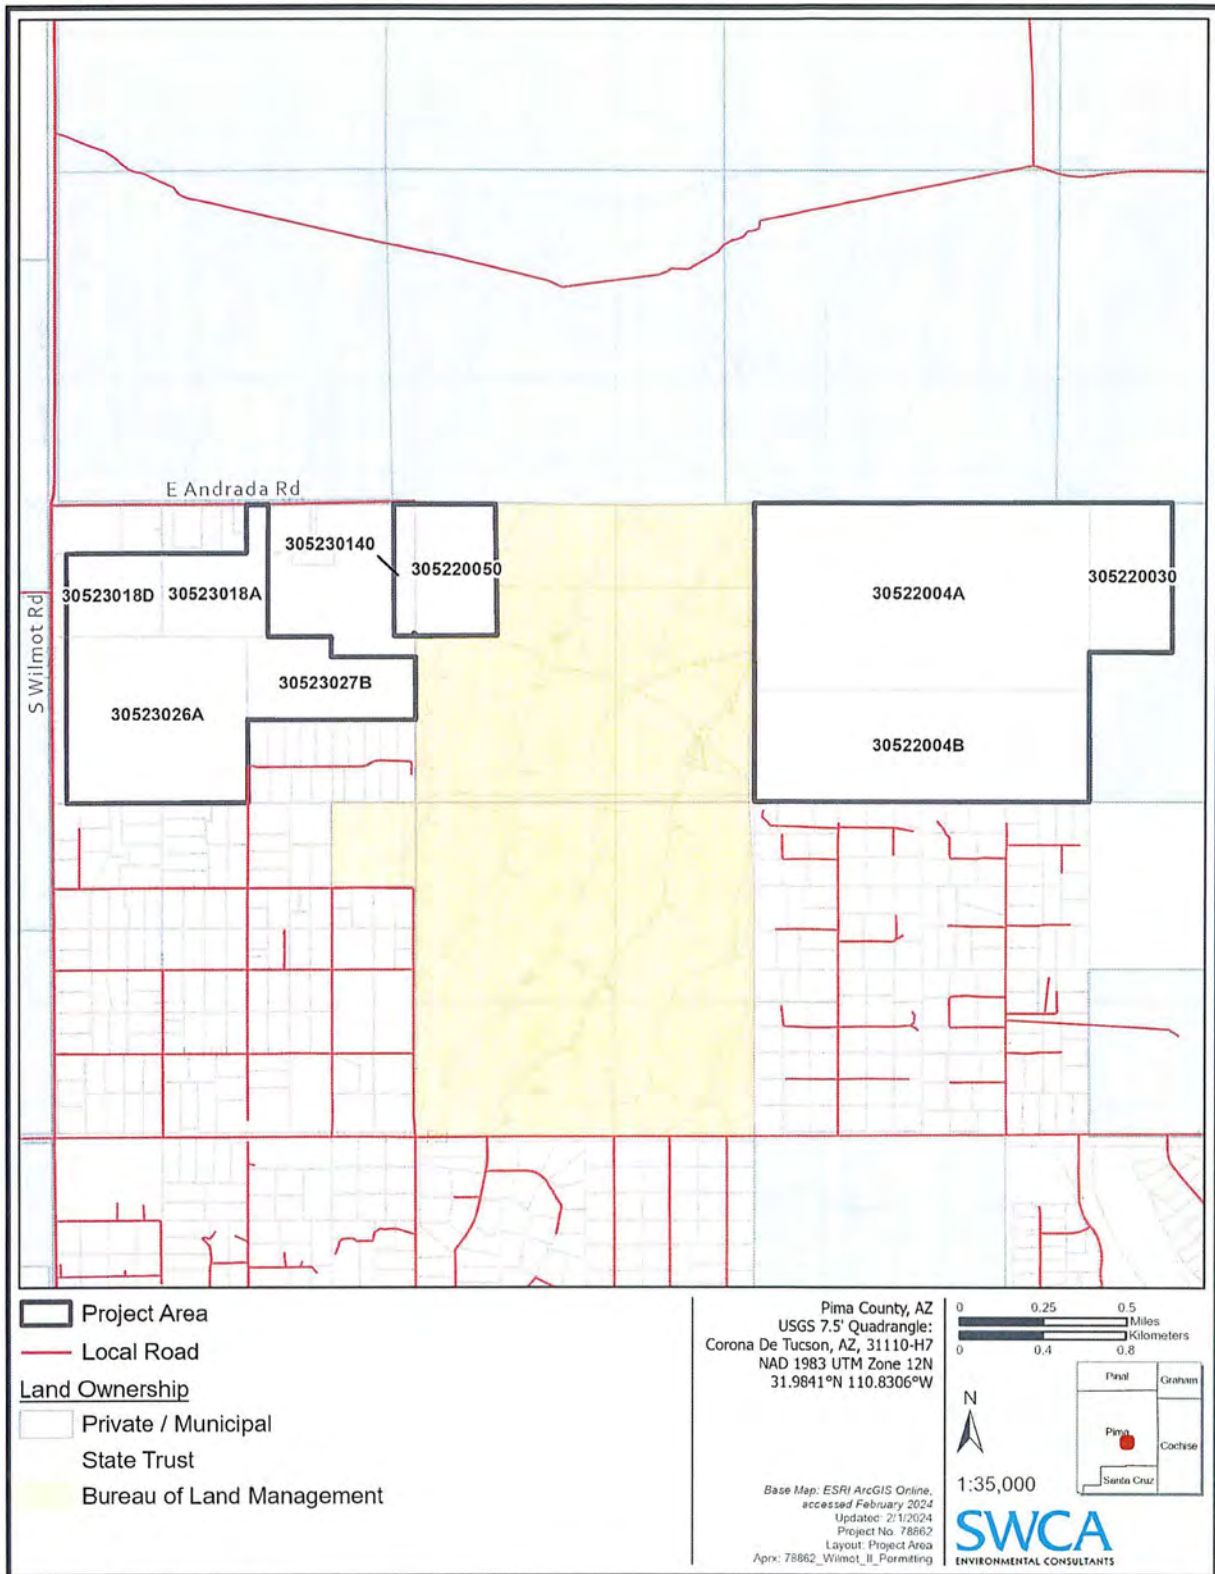 E Andrada Rd
305230140
305220050
30523018D
30523018A
30522004A
305220030
S Wilmot Rd
30523027B
30523026A
30522004B
Project Area
Local Road
Land Ownership
Private / Municipal
State Trust
Bureau of Land Management
Pima County, AZ
USGS 7.5' Quadrangle:
Corona De Tucson, AZ, 31110-H7
NAD 1983 UTM Zone 12N
31.9841°N 110.8306°W
Base Map: ESRI ArcGIS Online,
accessed February 2024
Updated: 2/1/2024
Project No. 78862
Layout: Project Area
Aprx: 78862_Wilmot_II_Permitting
0 0.25 0.5
Miles
Kilometers
0 0.4 0.8
N
1:35,000
Pinal
Graham
Pima
Cochise
Santa Cruz
SWCA
ENVIRONMENTAL CONSULTANTS